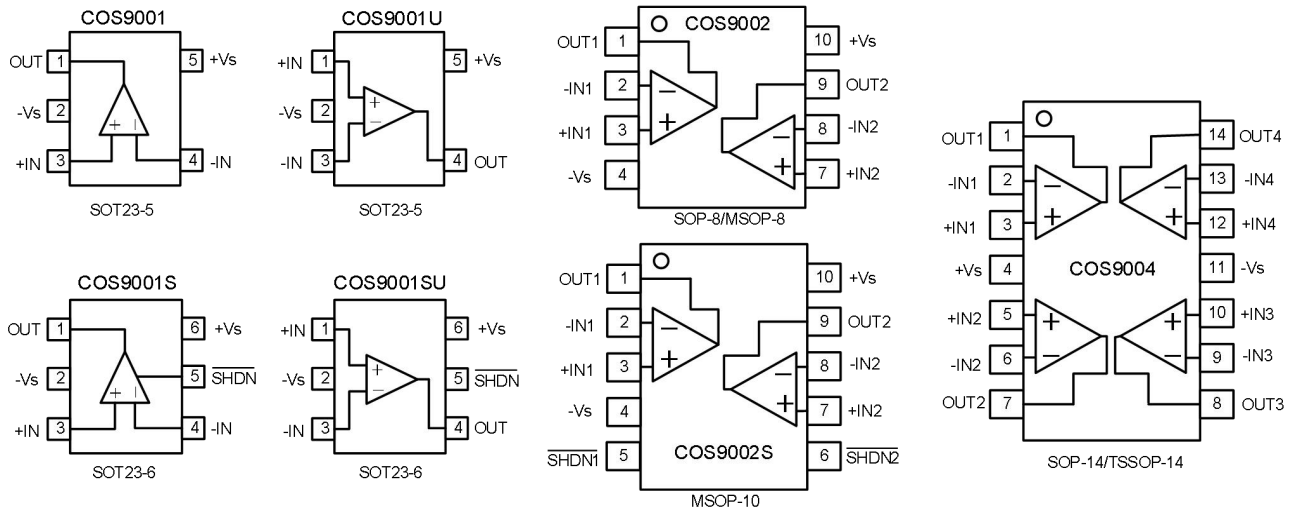 COS9001
OUT 1
5 +Vs
-Vs 2
+ −
+IN 3
4 -IN
SOT23-5
COS9001U
+IN 1
5 +Vs
-Vs 2
+
−
-IN 3
4 OUT
SOT23-5
COS9002
OUT1 1
10 +Vs
-IN1 2
−
9 OUT2
+IN1 3
+
−
8 -IN2
-Vs 4
+
7 +IN2
SOP-8/MSOP-8
COS9001S
OUT 1
6 +Vs
-Vs 2
5 SHDN
+ −
+IN 3
4 -IN
SOT23-6
COS9001SU
+IN 1
6 +Vs
-Vs 2
+
−
5 SHDN
-IN 3
4 OUT
SOT23-6
OUT1 1
10 +Vs
-IN1 2
−
9 OUT2
+IN1 3
+
−
8 -IN2
-Vs 4
+
7 +IN2
COS9002S
SHDN1 5
6 SHDN2
MSOP-10
OUT1 1
14 OUT4
-IN1 2
−
−
13 -IN4
+IN1 3
+
+
12 +IN4
+Vs 4
COS9004
11 -Vs
+IN2 5
+
+
10 +IN3
-IN2 6
−
−
9 -IN3
OUT2 7
8 OUT3
SOP-14/TSSOP-14